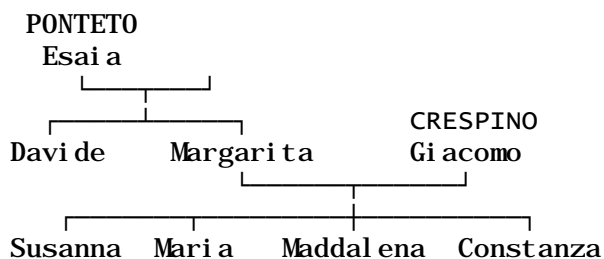 PONTETO
Esaia
CRESPINO
Davide Margarita Giacomo
Susanna Maria Maddalena Constanza